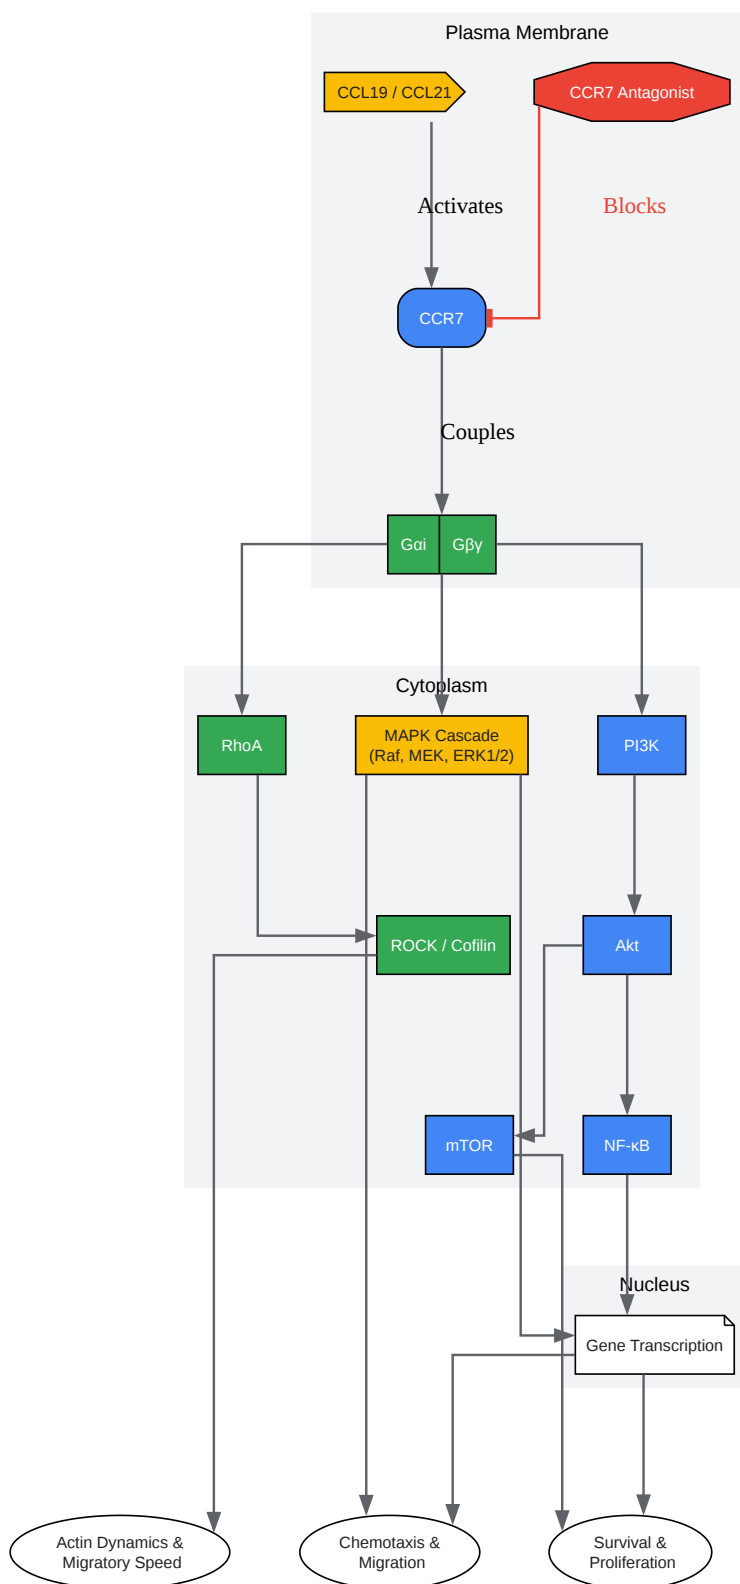 Plasma Membrane
CCL19 / CCL21
CCR7 Antagonist
Activates
Blocks
CCR7
Couples
Gαi
Gβγ
Cytoplasm
RhoA
MAPK Cascade
(Raf, MEK, ERK1/2)
PI3K
ROCK / Cofilin
Akt
mTOR
NF-κB
Nucleus
Gene Transcription
Actin Dynamics &
Migratory Speed
Chemotaxis &
Migration
Survival &
Proliferation